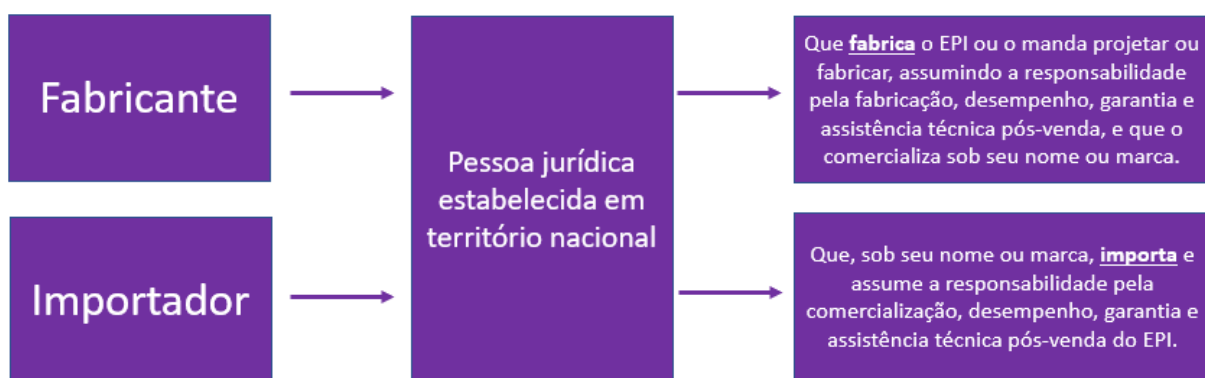 Fabricante
Importador
Pessoa jurídica
estabelecida em
território nacional
Que fabrica o EPI ou o manda projetar ou
fabricar, assumindo a responsabilidade
pela fabricação, desempenho, garantia e
assistência técnica pós-venda, e que o
comercializa sob seu nome ou marca.
Que, sob seu nome ou marca, importa e
assume a responsabilidade pela
comercialização, desempenho, garantia e
assistência técnica pós-venda do EPI.